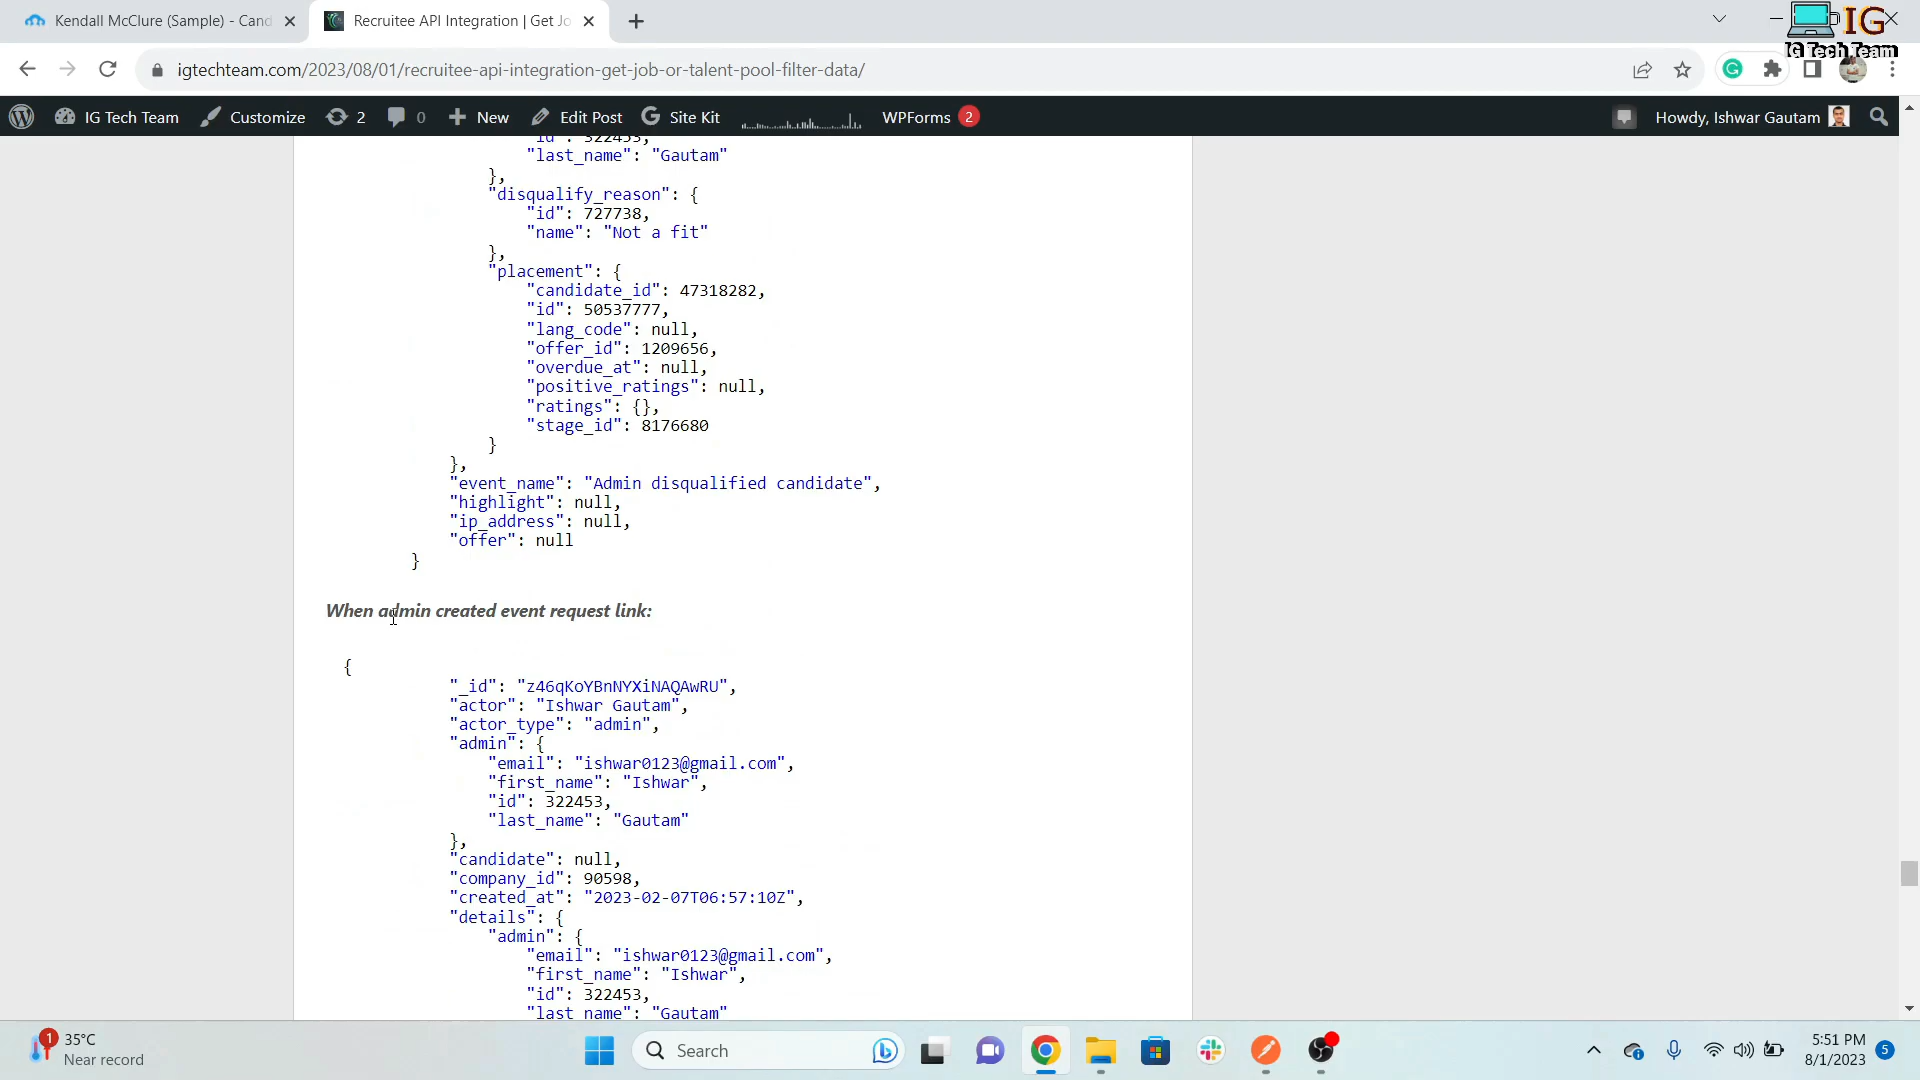 Kendall McClure (Sample) - Cand
Recruitee API Integration | Get Jo
IG
IG Tech Team
igtechteam.com/2023/08/01/recruitee-api-integration-get-job-or-talent-pool-filter-data/
IG Tech Team
Customize
2
0
New
Edit Post
Site Kit
WPForms
2
Howdy, Ishwar Gautam
"id": 322453,
"last_name": "Gautam"
},
"disqualify_reason": {
"id": 727738,
"name": "Not a fit"
},
"placement": {
"candidate_id": 47318282,
"id": 50537777,
"lang_code": null,
"offer_id": 1209656,
"overdue_at": null,
"positive_ratings": null,
"ratings": {},
"stage_id": 8176680
}
},
"event_name": "Admin disqualified candidate",
"highlight": null,
"ip_address": null,
"offer": null
}
When admin created event request link:
{
"_id": "z46qKoYBnNYXiNAQAwRU",
"actor": "Ishwar Gautam",
"actor_type": "admin",
"admin": {
"email": "ishwar0123@gmail.com",
"first_name": "Ishwar",
"id": 322453,
"last_name": "Gautam"
},
"candidate": null,
"company_id": 90598,
"created_at": "2023-02-07T06:57:10Z",
"details": {
"admin": {
"email": "ishwar0123@gmail.com",
"first_name": "Ishwar",
"id": 322453,
"last_name": "Gautam"
1
35°C
Near record
Search
5:51 PM
8/1/2023
5